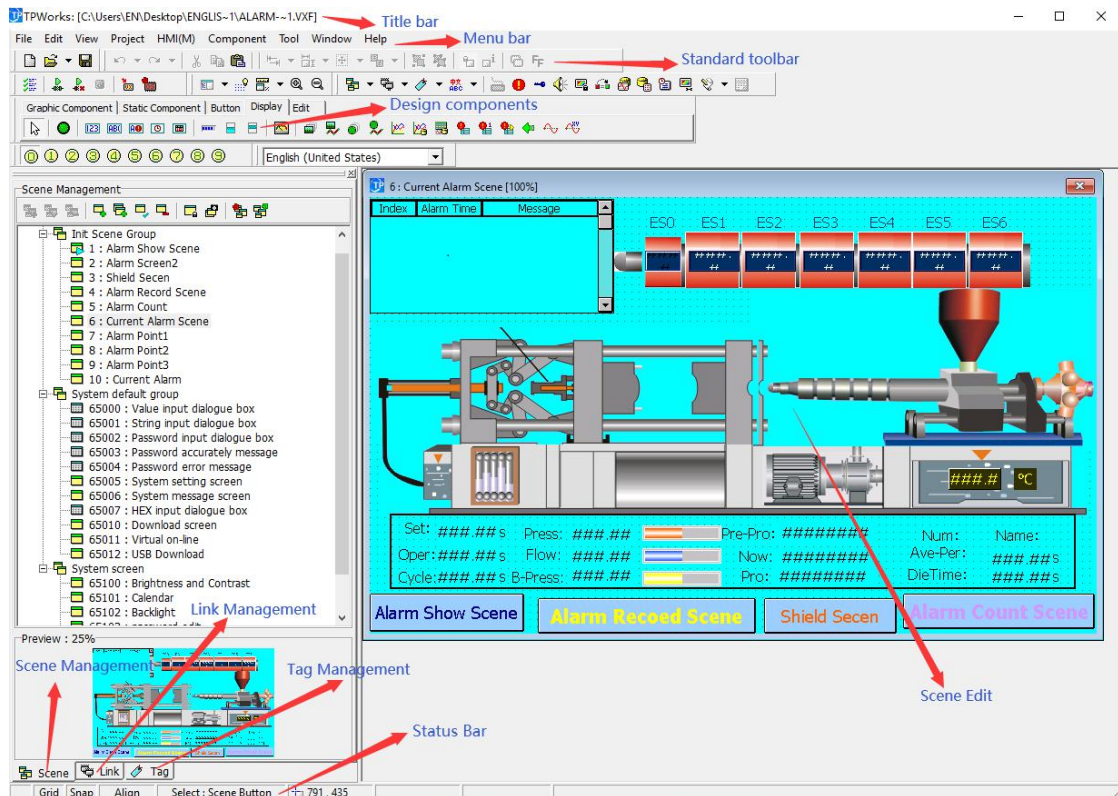 TPWorks: [C:\Users\EN\Desktop\ENGLIS~1\ALARM-~1.VXF]
Title bar
File Edit View Project HMI(M) Component Tool Window Help
Menu bar
Standard toolbar
Graphic Component Static Component Button Display Edit
Design components
0 1 2 3 4 5 6 7 8 9 English (United States)
Scene Management
Init Scene Group
1 : Alarm Show Scene
2 : Alarm Screen2
3 : Shield Secen
4 : Alarm Record Scene
5 : Alarm Count
6 : Current Alarm Scene
7 : Alarm Point1
8 : Alarm Point2
9 : Alarm Point3
10 : Current Alarm
System default group
65000 : Value input dialogue box
65001 : String input dialogue box
65002 : Password input dialogue box
65003 : Password accurately message
65004 : Password error message
65005 : System setting screen
65006 : System message screen
65007 : HEX input dialogue box
65010 : Download screen
65011 : Virtual on-line
65012 : USB Download
System screen
65100 : Brightness and Contrast
65101 : Calendar
65102 : Backlight
Link Management
Preview : 25%
Scene Management
Tag Management
Status Bar
Scene Link Tag
Grid Snap Align Select : Scene Button 791 , 435
6 : Current Alarm Scene [100%]
Index Alarm Time Message
ES0 ES1 ES2 ES3 ES4 ES5 ES6
###.# ###.# ###.# ###.# ###.# ###.# ###.#
###.# °C
Set: ###.## s Press: ###.## Pre-Pro: ######## Num: Name:
Oper: ###.## s Flow: ###.## Now: ######## Ave-Per: ###.## s
Cycle: ###.## s B-Press: ###.## Pro: ######## DieTime: ###.## s
Alarm Show Scene Alarm Recoed Scene Shield Secen Alarm Count Scene
Scene Edit